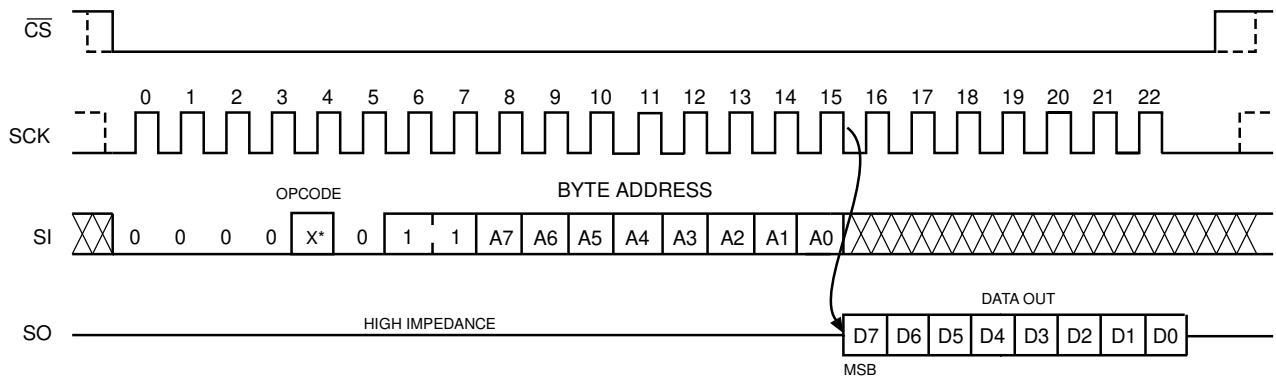 CS
0 1 2 3 4 5 6 7 8 9 10 11 12 13 14 15 16 17 18 19 20 21 22
SCK
OPCODE
BYTE ADDRESS
SI 0 0 0 0 X* 0 1 1 A7 A6 A5 A4 A3 A2 A1 A0
DATA OUT
HIGH IMPEDANCE
SO D7 D6 D5 D4 D3 D2 D1 D0
MSB